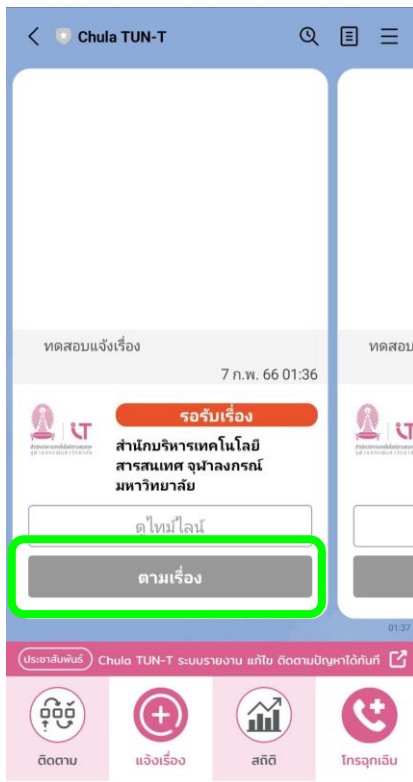 Chula TUN-T
ทดสอบแจ้งเรื่อง
ทดสอบ
7 ก.พ. 66 01:36
รอรับเรื่อง
สำนักบริหารเทคโนโลยี
สารสนเทศ จุฬาลงกรณ์
มหาวิทยาลัย
ดูไทม์ไลน์
ตามเรื่อง
01:37
ประชาสัมพันธ์ Chula TUN-T ระบบรายงาน แก้ไข ติดตามปัญหาได้ทันที
ติดตาม
แจ้งเรื่อง
สถิติ
โทรฉุกเฉิน